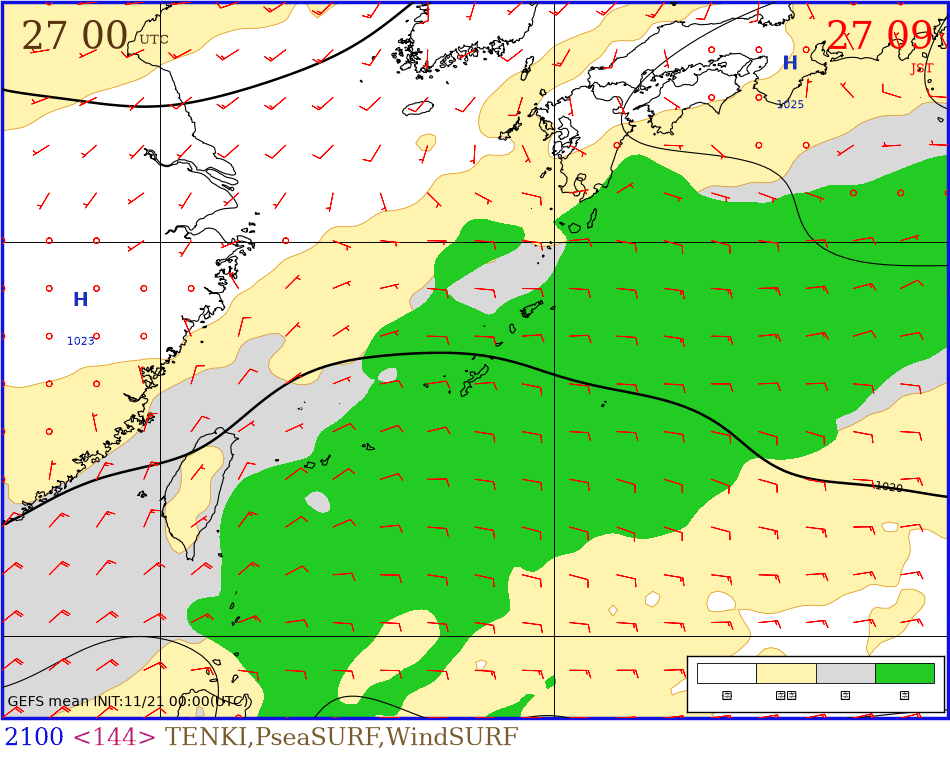 27 00 UTC
27 09
JST
H
1025
H
1023
1020
GEFS mean INIT:11/21 00:00(UTC)
2100 <144> TENKI,PseaSURF,WindSURF